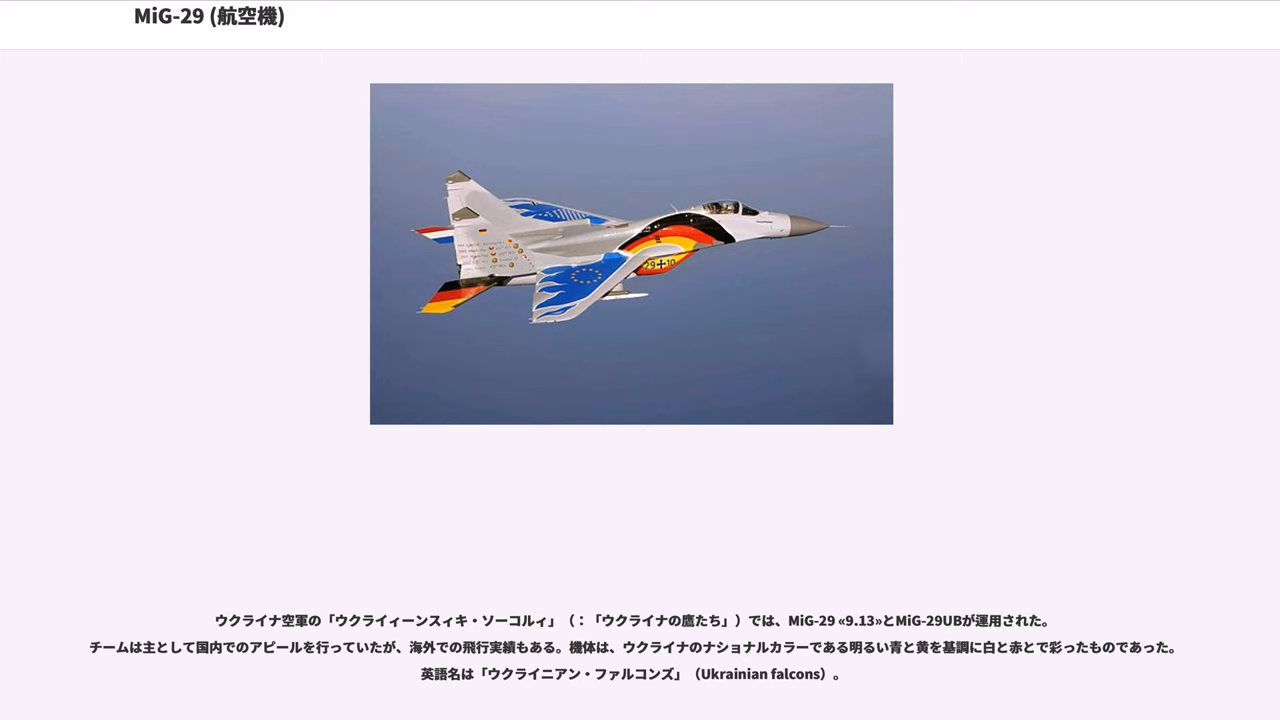 MiG-29 (航空機)
29 10
ウクライナ空軍の「ウクライィーンスィキ・ソーコルィ」（：「ウクライナの鷹たち」）では、MiG-29 «9.13»とMiG-29UBが運用された。
チームは主として国内でのアピールを行っていたが、海外での飛行実績もある。機体は、ウクライナのナショナルカラーである明るい青と黄を基調に白と赤とで彩ったものであった。
英語名は「ウクライニアン・ファルコンズ」（Ukrainian falcons）。